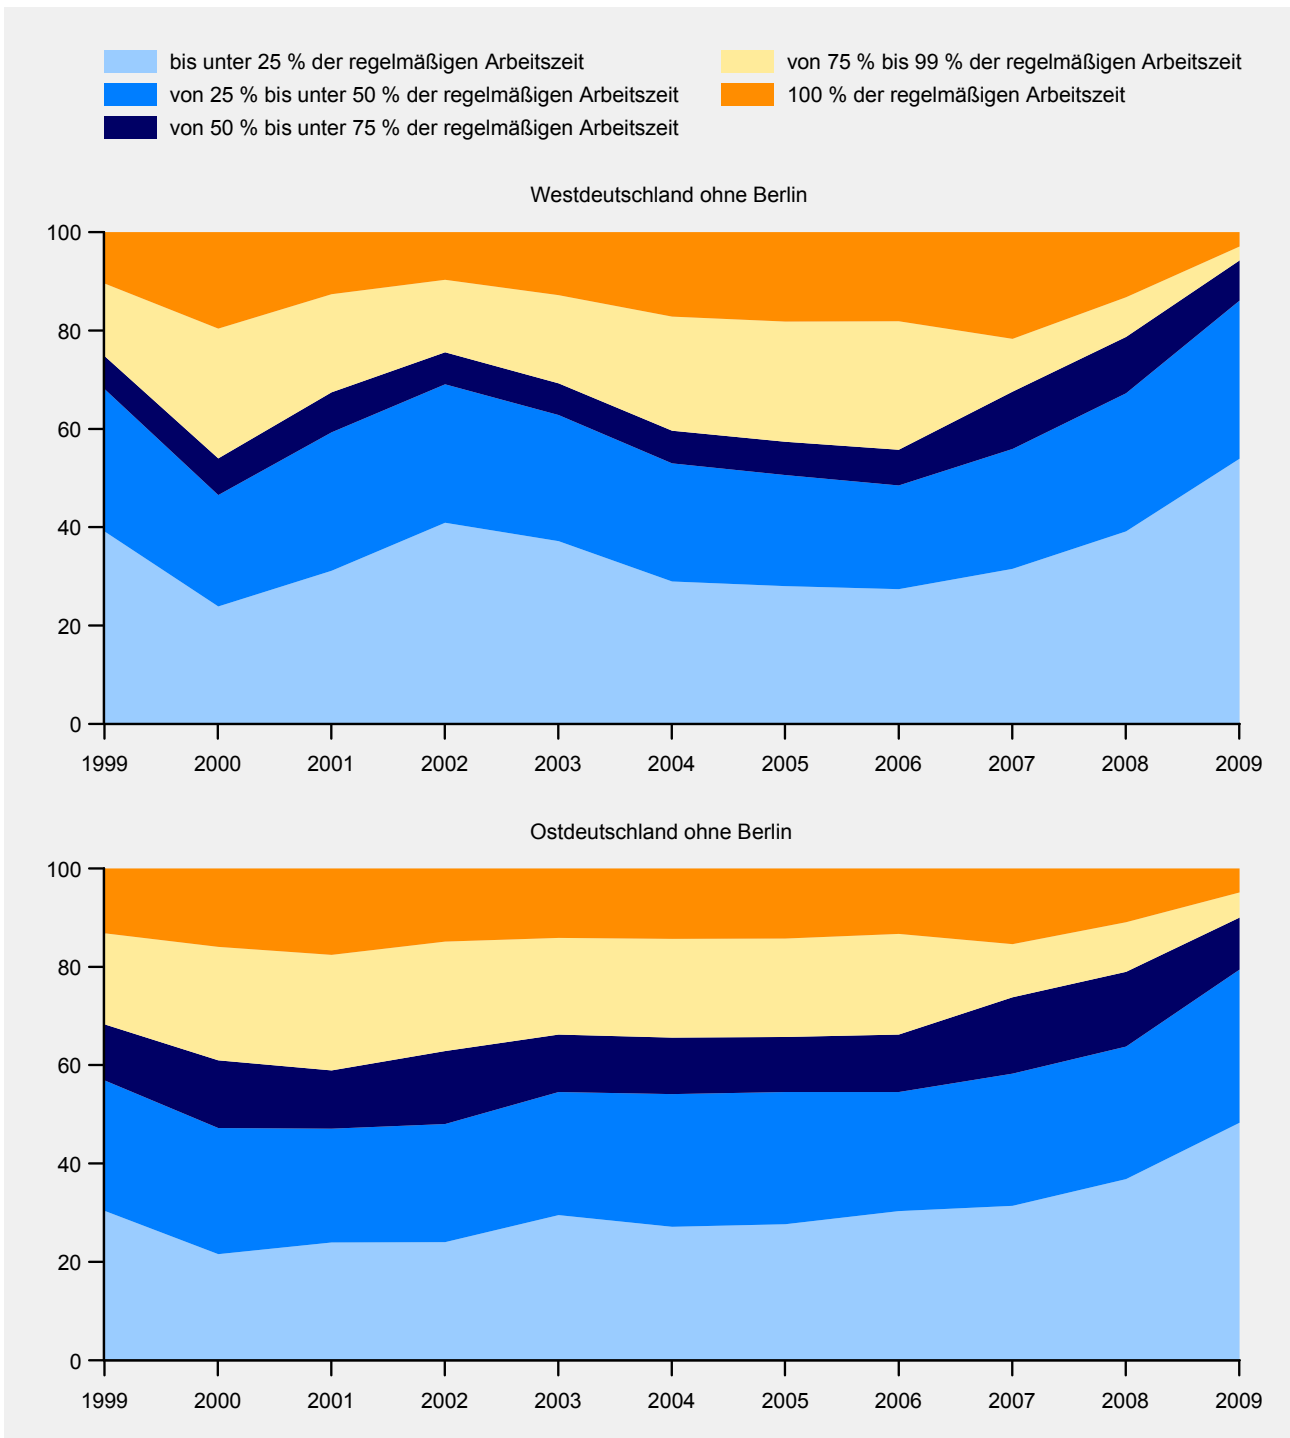 bis unter 25 % der regelmäßigen Arbeitszeit
von 25 % bis unter 50 % der regelmäßigen Arbeitszeit
von 50 % bis unter 75 % der regelmäßigen Arbeitszeit
von 75 % bis 99 % der regelmäßigen Arbeitszeit
100 % der regelmäßigen Arbeitszeit
Westdeutschland ohne Berlin
100
80
60
40
20
0
1999 2000 2001 2002 2003 2004 2005 2006 2007 2008 2009
Ostdeutschland ohne Berlin
100
80
60
40
20
0
1999 2000 2001 2002 2003 2004 2005 2006 2007 2008 2009